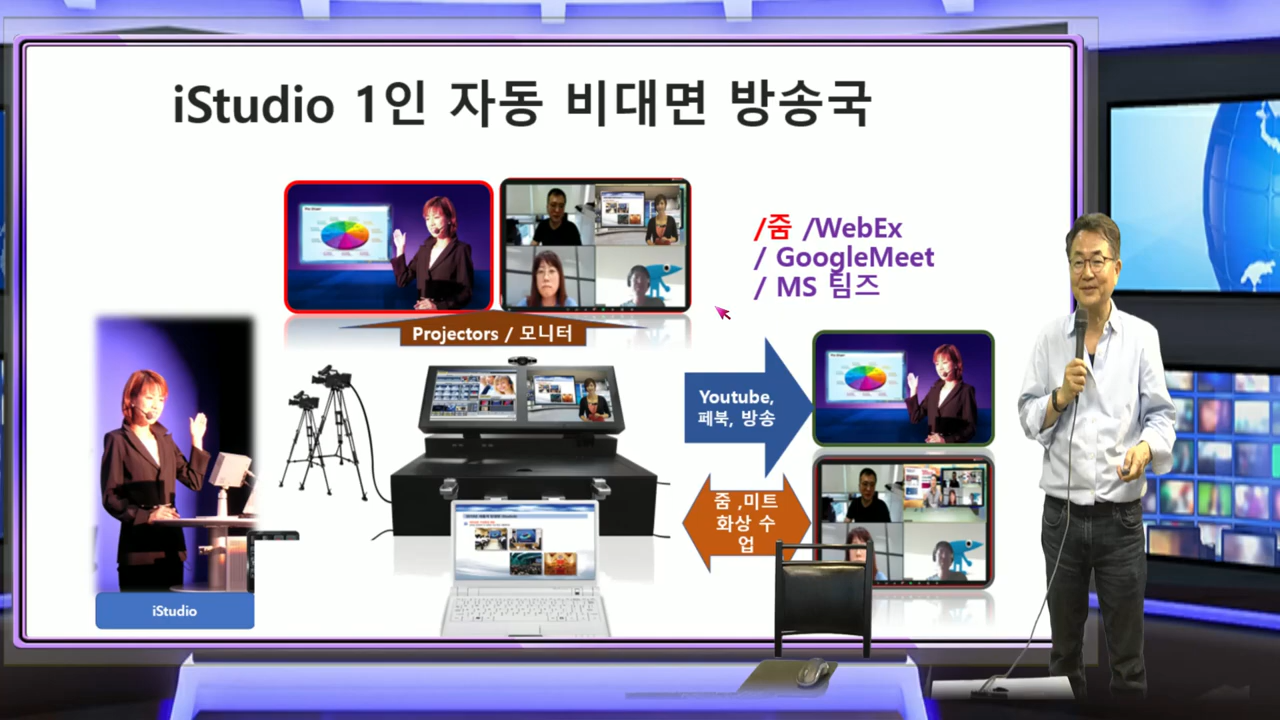 iStudio 1인 자동 비대면 방송국
/줌 /WebEx
/ GoogleMeet
/ MS 팀즈
Projectors / 모니터
Youtube,
페북, 방송
줌 ,미트
화상 수
업
iStudio